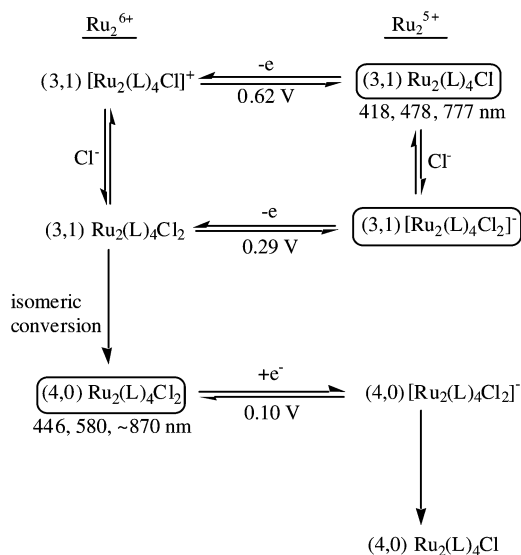 Ru₂⁶⁺ Ru₂⁵⁺
-e
(3,1) [Ru₂(L)₄Cl]⁺ (3,1) Ru₂(L)₄Cl
0.62 V
418, 478, 777 nm
Cl⁻ Cl⁻
-e
(3,1) Ru₂(L)₄Cl₂ (3,1) [Ru₂(L)₄Cl₂]⁻
0.29 V
isomeric
conversion
+e⁻
(4,0) Ru₂(L)₄Cl₂ (4,0) [Ru₂(L)₄Cl₂]⁻
0.10 V
446, 580, ~870 nm
(4,0) Ru₂(L)₄Cl